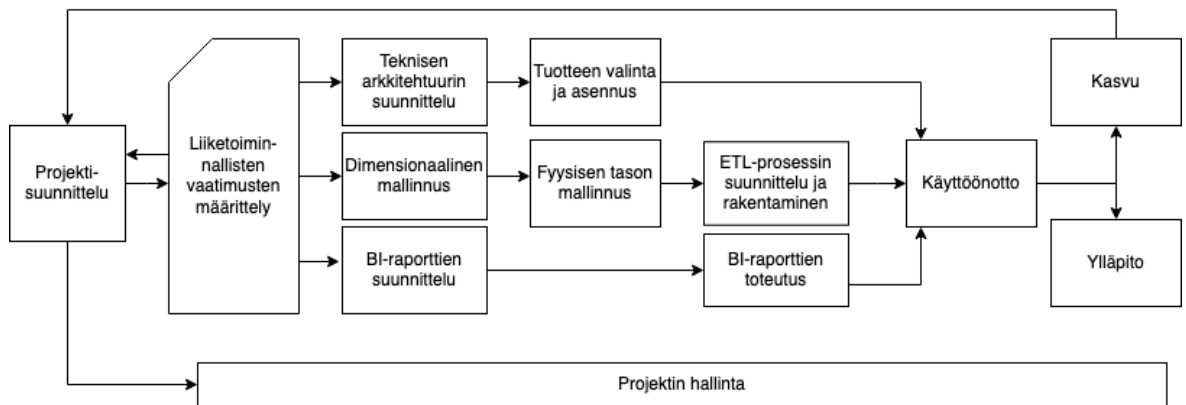 Projekti-
suunnittelu
Liiketoimin-
nallisten
vaatimusten
määrittely
Teknisen
arkkitehtuurin
suunnittelu
Tuotteen valinta
ja asennus
Dimensionaalinen
mallinnus
Fyysisen tason
mallinnus
ETL-prosessin
suunnittelu ja
rakentaminen
BI-raporttien
suunnittelu
BI-raporttien
toteutus
Käyttöönotto
Kasvu
Ylläpito
Projektin hallinta